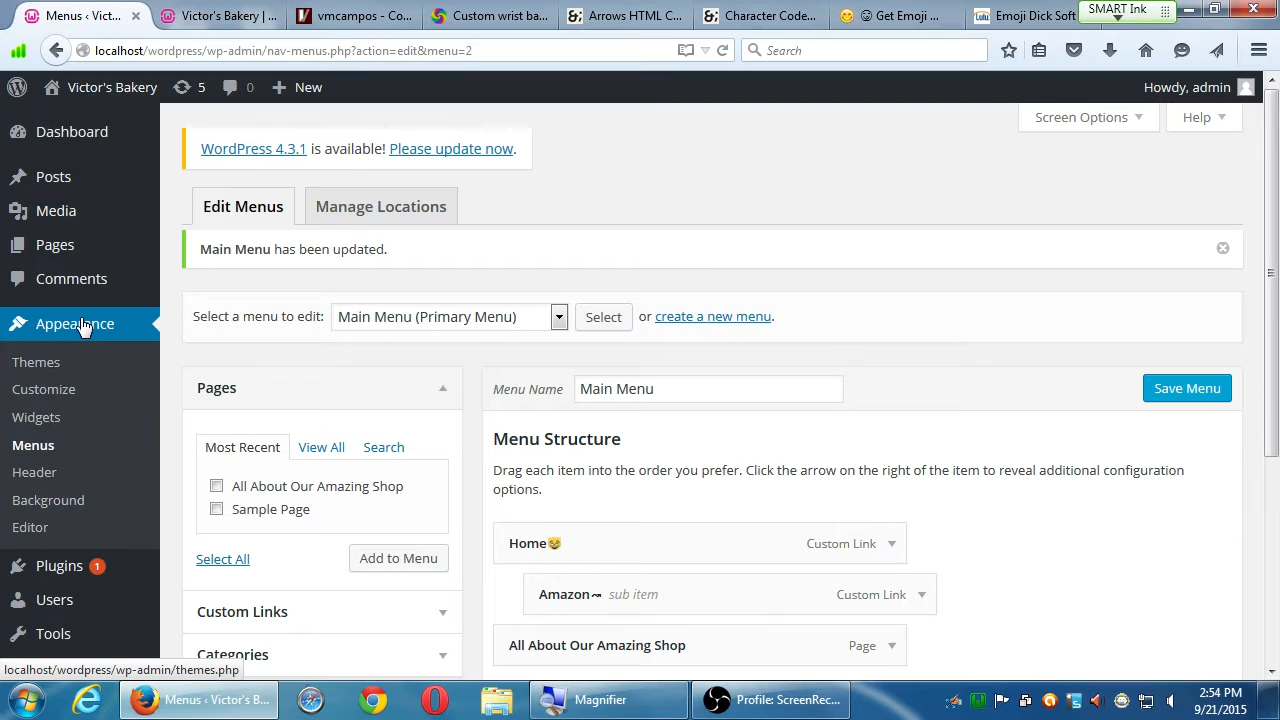 Menus ‹ Vict...
Victor's Bakery | ...
vmcampos - Co...
Custom wrist ba...
Arrows HTML C...
Character Code...
😋 Get Emoji ...
Emoji Dick Soft
SMART Ink
localhost/wordpress/wp-admin/nav-menus.php?action=edit&menu=2
Search
Victor's Bakery
5
0
New
Howdy, admin
Dashboard
Posts
Media
Pages
Comments
Appearance
Themes
Customize
Widgets
Menus
Header
Background
Editor
Plugins 1
Users
Tools
localhost/wordpress/wp-admin/themes.php
Screen Options
Help
WordPress 4.3.1 is available! Please update now.
Edit Menus
Manage Locations
Main Menu has been updated.
Select a menu to edit: Main Menu (Primary Menu) Select or create a new menu.
Pages
Most Recent View All Search
All About Our Amazing Shop
Sample Page
Select All
Add to Menu
Custom Links
Categories
Menu Name Main Menu
Save Menu
Menu Structure
Drag each item into the order you prefer. Click the arrow on the right of the item to reveal additional configuration
options.
Home😸 Custom Link
Amazon↝ sub item Custom Link
All About Our Amazing Shop Page
Menus ‹ Victor's B...
Magnifier
Profile: ScreenRec...
2:54 PM
9/21/2015